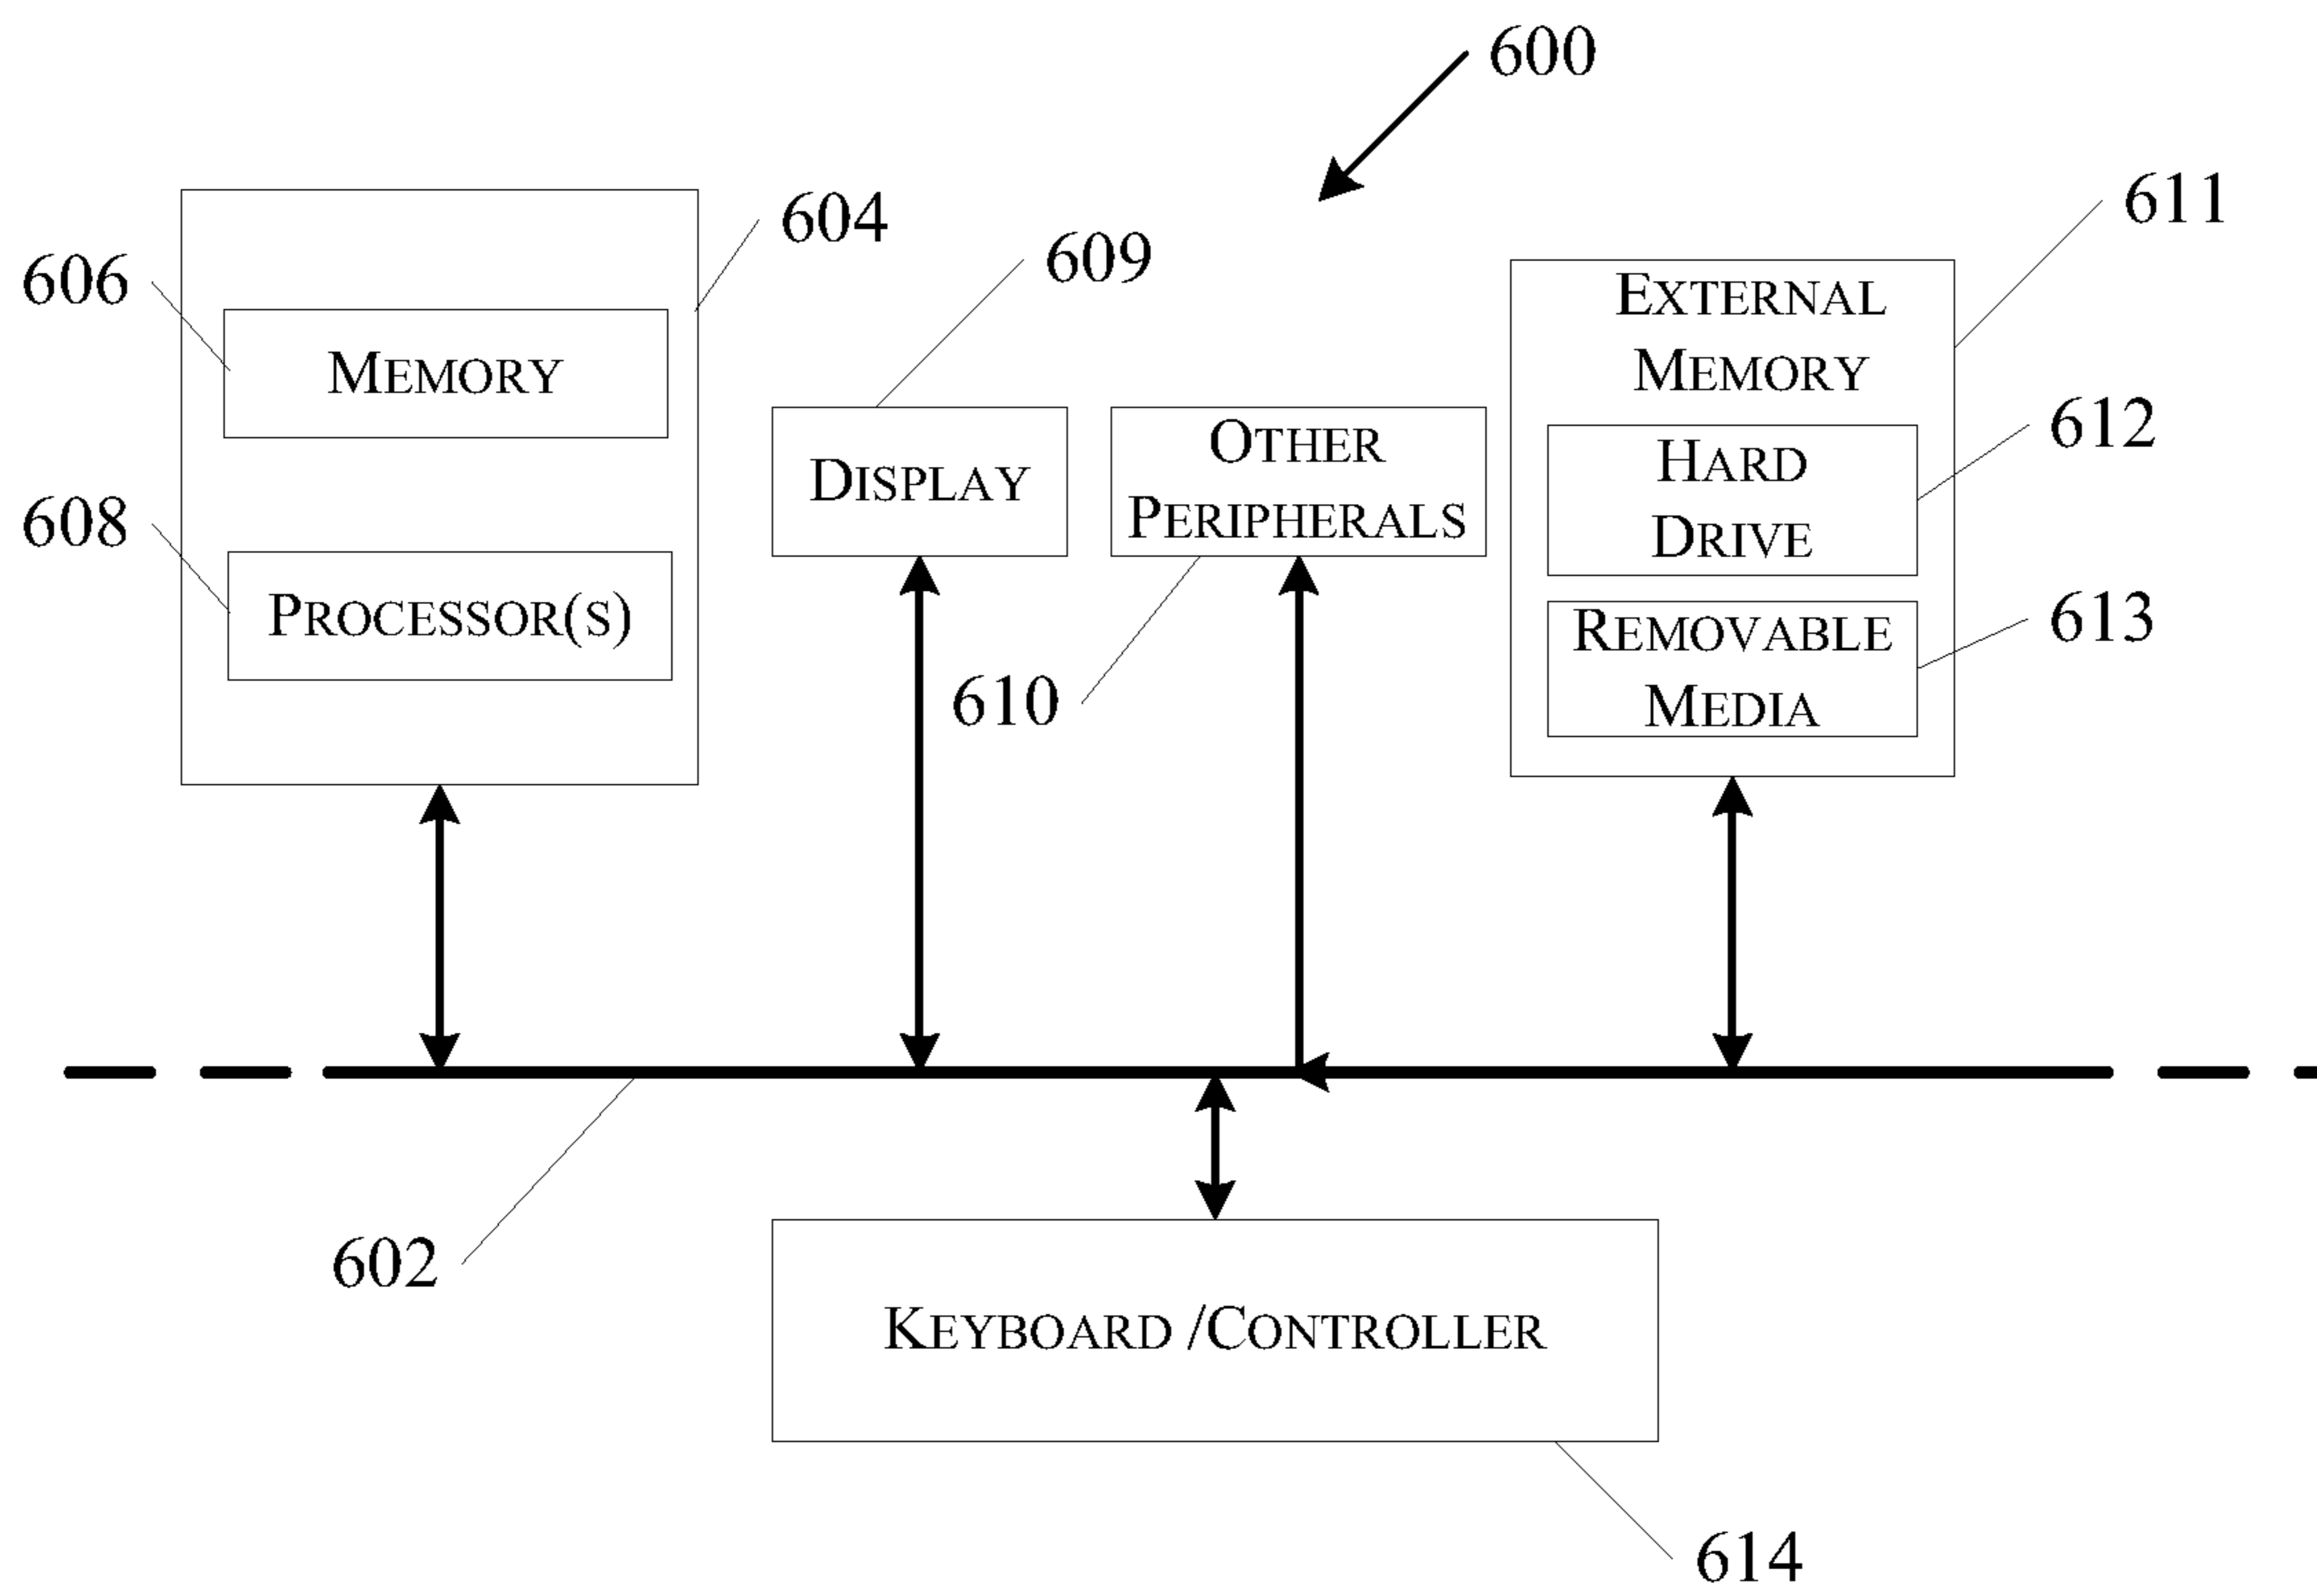 600
604
611
609
606
EXTERNAL
MEMORY
MEMORY
612
OTHER
HARD
DISPLAY
PERIPHERALS
608
DRIVE
PROCESSOR(S)
REMOVABLE
613
610
MEDIA
602
KEYBOARD /CONTROLLER
614